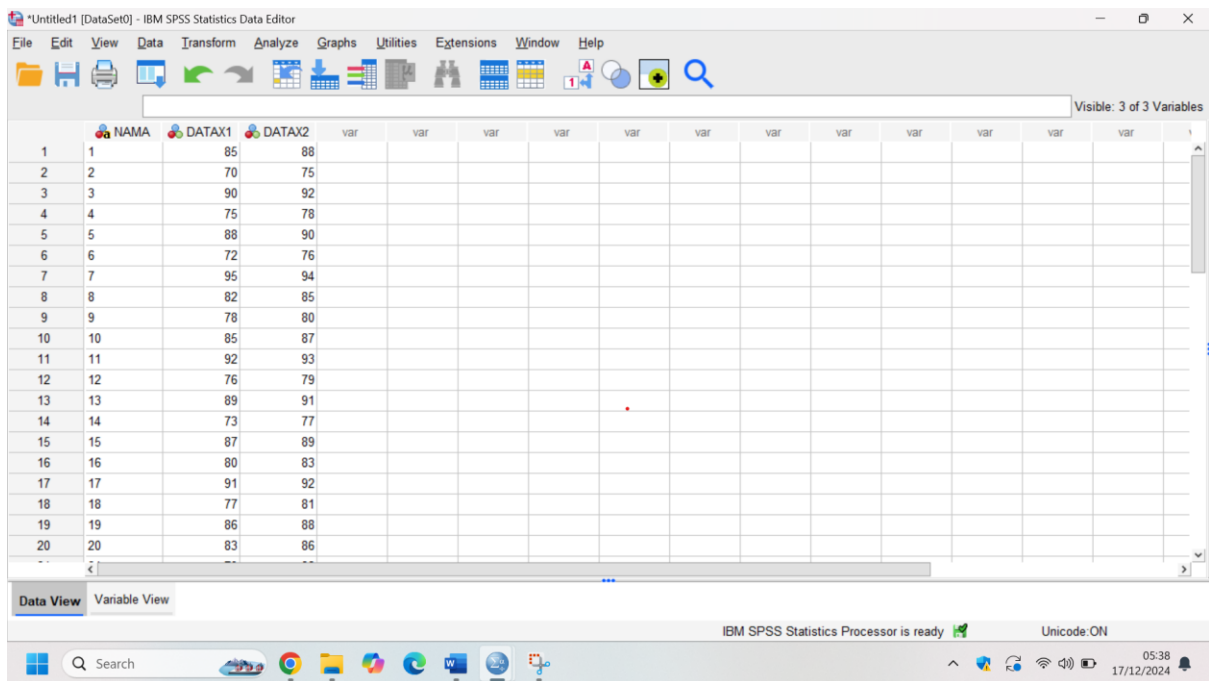 *Untitled1 [DataSet0] - IBM SPSS Statistics Data Editor
File Edit View Data Transform Analyze Graphs Utilities Extensions Window Help
Visible: 3 of 3 Variables
NAMA DATAX1 DATAX2 var var var var var var var var var var var var
1 1 85 88
2 2 70 75
3 3 90 92
4 4 75 78
5 5 88 90
6 6 72 76
7 7 95 94
8 8 82 85
9 9 78 80
10 10 85 87
11 11 92 93
12 12 76 79
13 13 89 91
14 14 73 77
15 15 87 89
16 16 80 83
17 17 91 92
18 18 77 81
19 19 86 88
20 20 83 86
Data View Variable View
IBM SPSS Statistics Processor is ready Unicode:ON
Search
05:38
17/12/2024